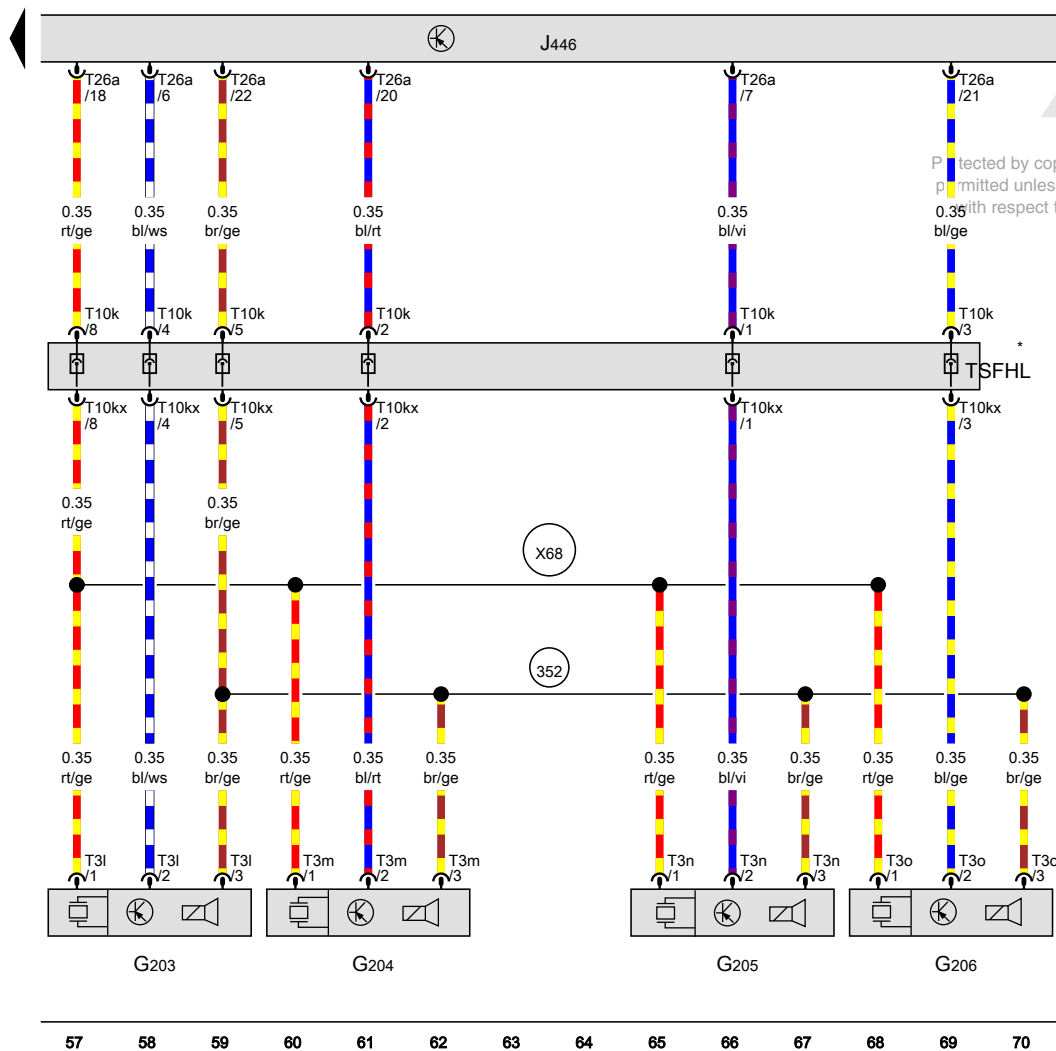 J446
T26a T26a T26a T26a T26a T26a
/18 /6 /22 /20 /7 /21
tected by cop
rmitted unles
with respect t
0.35 0.35 0.35 0.35 0.35 0.35
rt/ge bl/ws br/ge bl/rt bl/vi bl/ge
T10k T10k T10k T10k T10k T10k
/8 /4 /5 /2 /1 /3
*
TSFHL
T10kx T10kx T10kx T10kx T10kx T10kx
/8 /4 /5 /2 /1 /3
0.35 0.35
rt/ge br/ge
X68
352
0.35 0.35 0.35 0.35 0.35 0.35 0.35 0.35 0.35 0.35 0.35 0.35
rt/ge bl/ws br/ge rt/ge bl/rt br/ge rt/ge bl/vi br/ge rt/ge bl/ge br/ge
T3l T3l T3l T3m T3m T3m T3n T3n T3n T3o T3o T3o
/1 /2 /3 /1 /2 /3 /1 /2 /3 /1 /2 /3
G203 G204 G205 G206
57 58 59 60 61 62 63 64 65 66 67 68 69 70